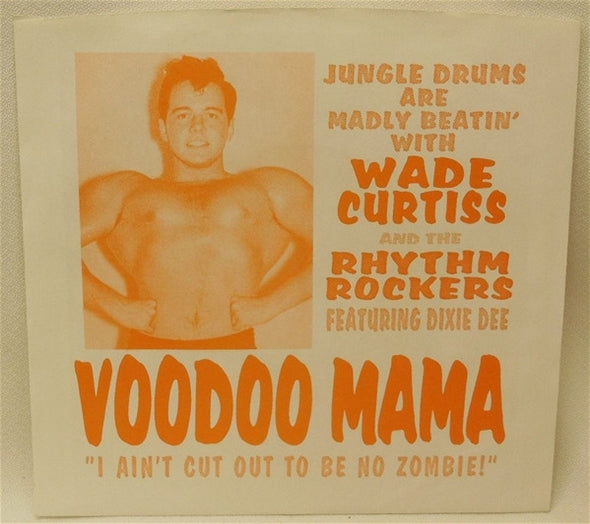 JUNGLE DRUMS
ARE
MADLY BEATIN'
WITH
WADE
CURTISS
AND THE
RHYTHM
ROCKERS
FEATURING DIXIE DEE
VOODOO MAMA
"I AIN'T CUT OUT TO BE NO ZOMBIE!"